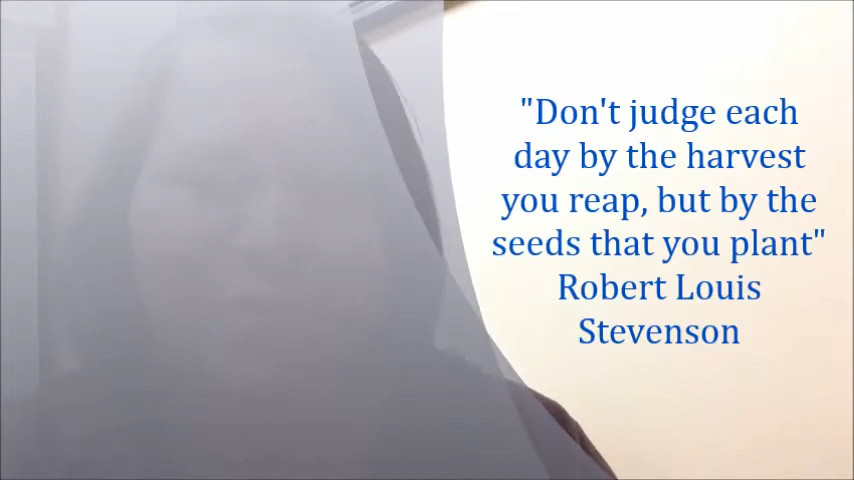 "Don't judge each
day by the harvest
you reap, but by the
seeds that you plant"
Robert Louis
Stevenson